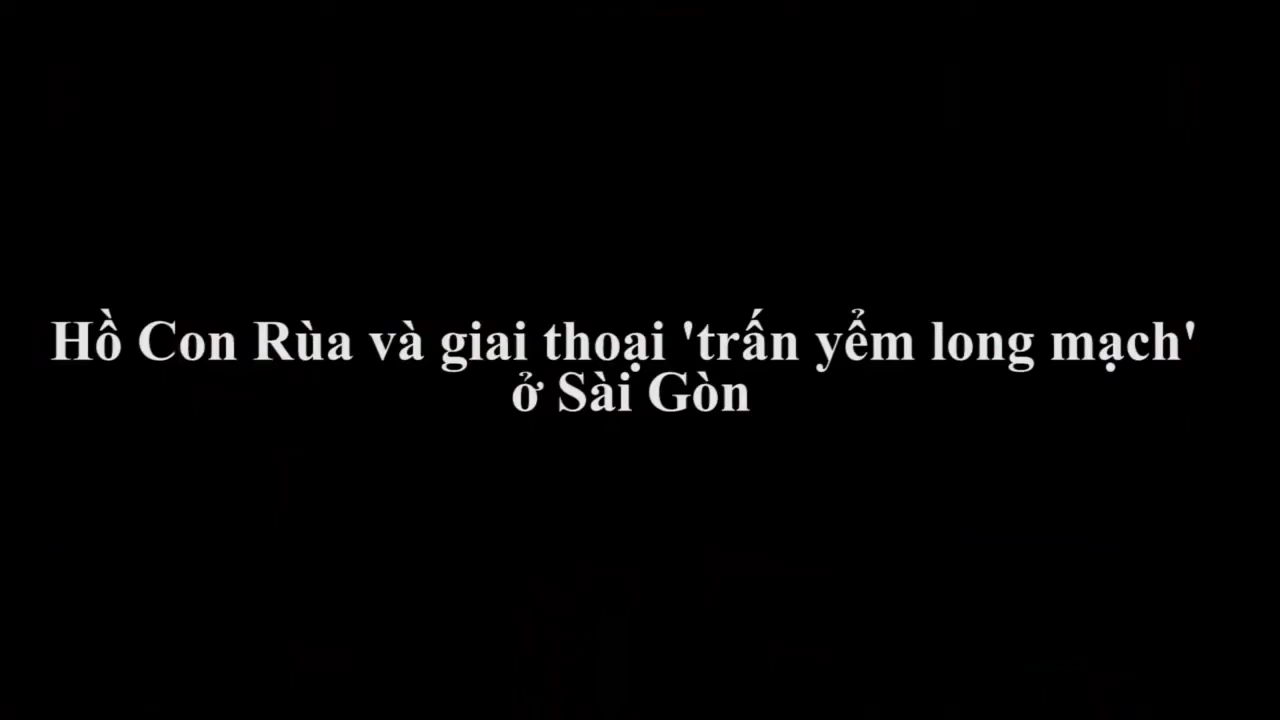 Hồ Con Rùa và giai thoại 'trấn yểm long mạch'
ở Sài Gòn